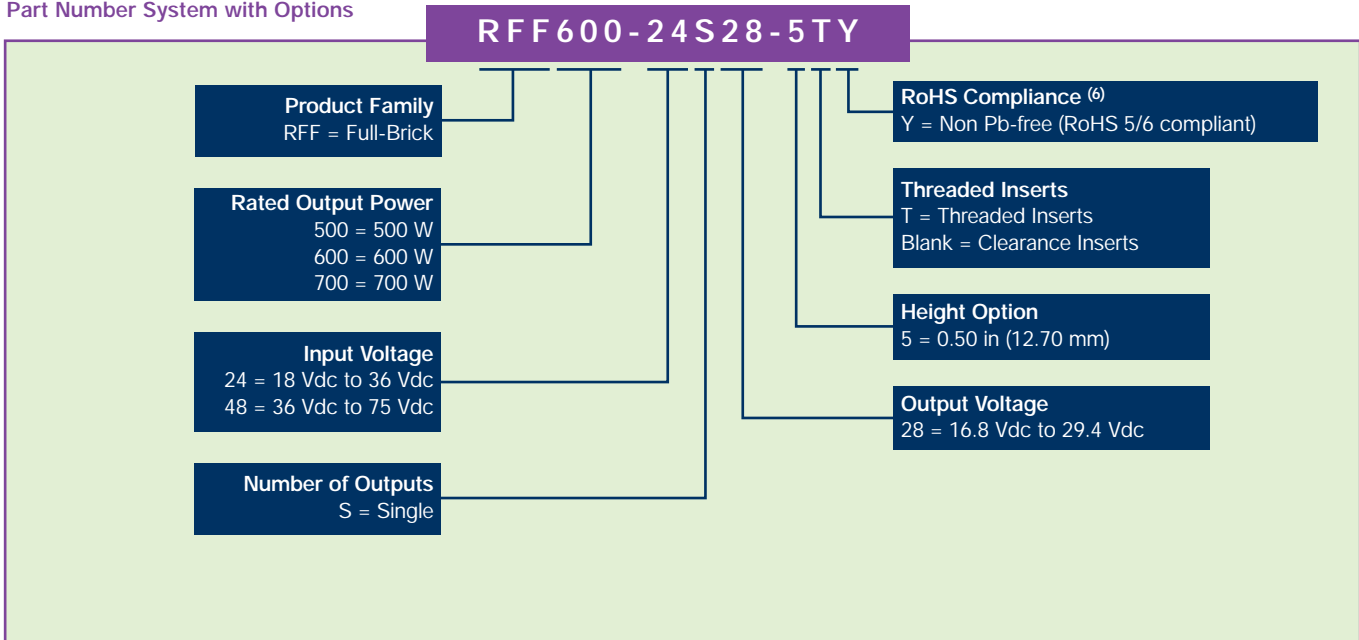 Part Number System with Options
RFF600-24S28-5TY
Product Family
RFF = Full-Brick
Rated Output Power
500 = 500 W
600 = 600 W
700 = 700 W
Input Voltage
24 = 18 Vdc to 36 Vdc
48 = 36 Vdc to 75 Vdc
Number of Outputs
S = Single
RoHS Compliance (6)
Y = Non Pb-free (RoHS 5/6 compliant)
Threaded Inserts
T = Threaded Inserts
Blank = Clearance Inserts
Height Option
5 = 0.50 in (12.70 mm)
Output Voltage
28 = 16.8 Vdc to 29.4 Vdc